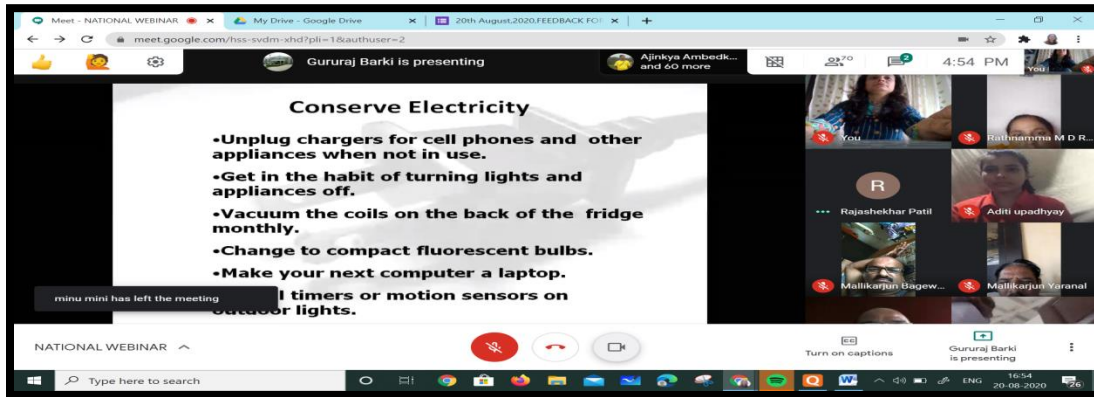 Meet - NATIONAL WEBINAR
My Drive - Google Drive
20th August,2020.FEEDBACK FO
meet.google.com/hss-svdm-xhd?pli=1&authuser=2
Gururaj Barki is presenting
Ajinkya Ambedk...
and 60 more
70
2
4:54 PM
You
Conserve Electricity
•Unplug chargers for cell phones and other
appliances when not in use.
•Get in the habit of turning lights and
appliances off.
•Vacuum the coils on the back of the fridge
monthly.
•Change to compact fluorescent bulbs.
•Make your next computer a laptop.
l timers or motion sensors on
outdoor lights.
You
Rathnamma M D R...
R
Rajashekhar Patil
Aditi upadhyay
Mallikarjun Bagew...
Mallikarjun Yaranal
minu mini has left the meeting
NATIONAL WEBINAR
Turn on captions
Gururaj Barki
is presenting
Type here to search
ENG
16:54
20-08-2020
26